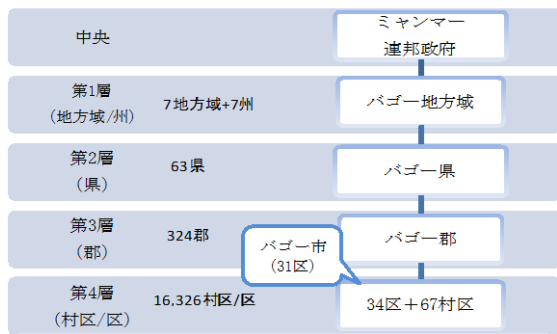 中央
ミャンマー
連邦政府
第1層
(地方域/州)
7地方域+7州
バゴー地方域
第2層
(県)
63県
バゴー県
第3層
(郡)
324郡
バゴー市
(31区)
バゴー郡
第4層
(村区/区)
16,326村区/区
34区＋67村区